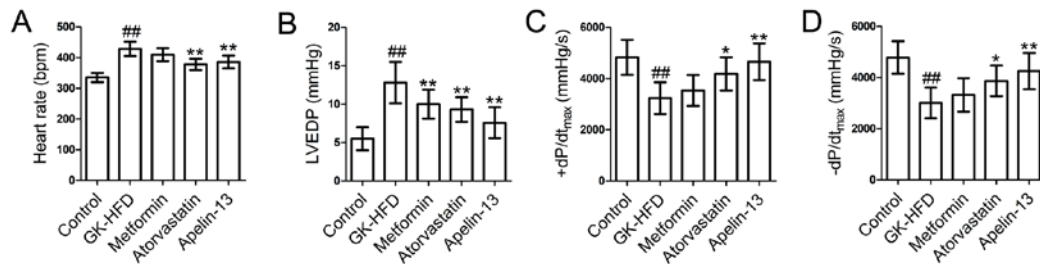 A
Heart rate (bpm)
500
400
300
200
100
0
##
**
**
Control
GK-HFD
Metformin
Atorvastatin
Apelin-13
B
LVEDP (mmHg)
20
15
10
5
0
##
**
**
**
Control
GK-HFD
Metformin
Atorvastatin
Apelin-13
C
+dP/dtmax (mmHg/s)
6000
4000
2000
0
##
*
**
Control
GK-HFD
Metformin
Atorvastatin
Apelin-13
D
-dP/dtmax (mmHg/s)
6000
4000
2000
0
##
*
**
Control
GK-HFD
Metformin
Atorvastatin
Apelin-13